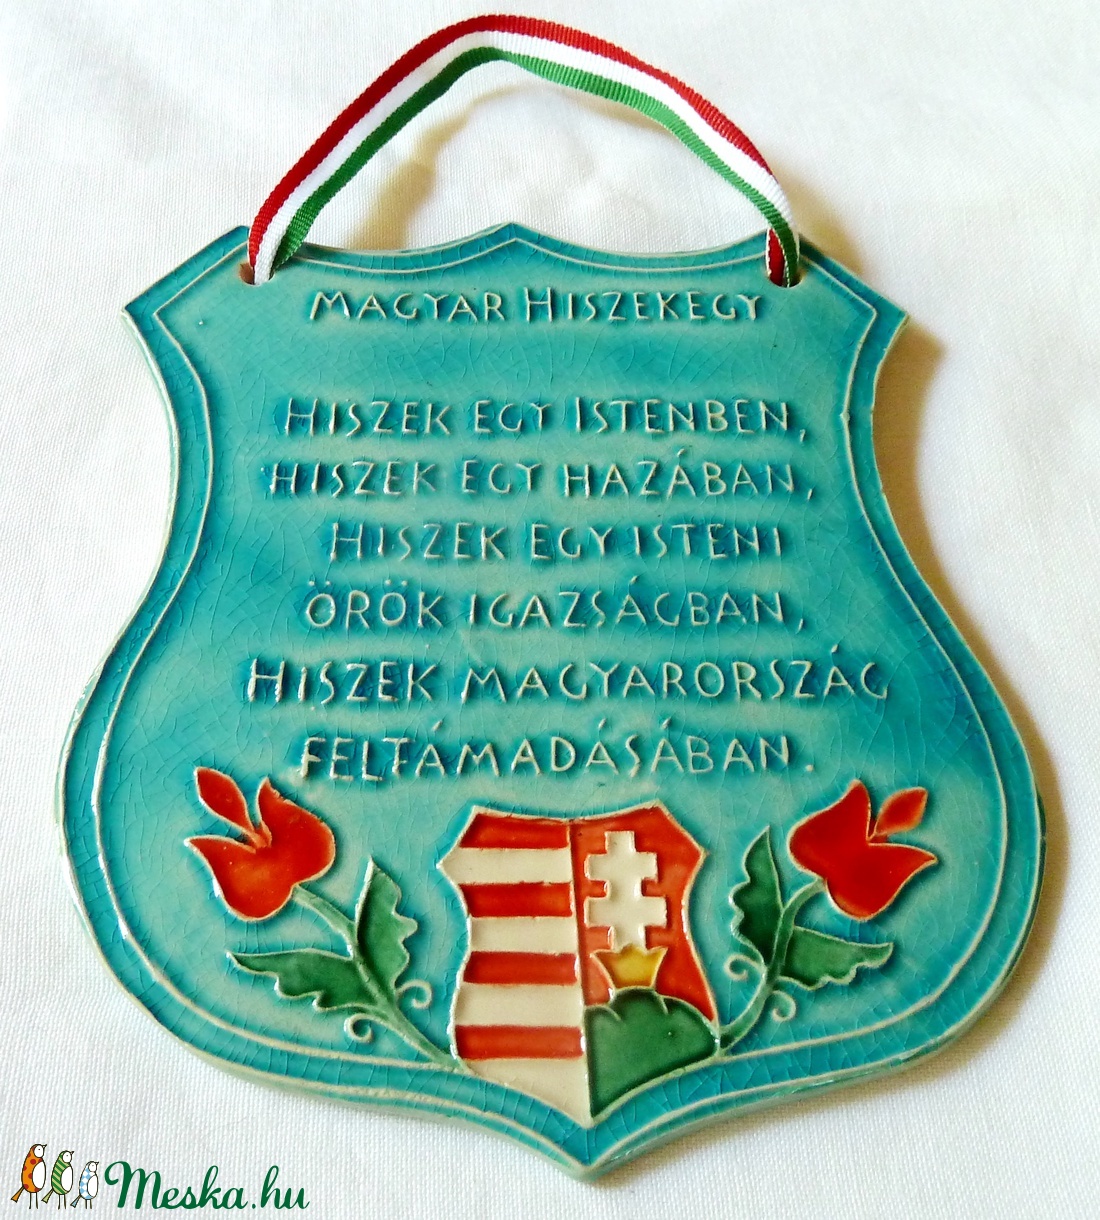 MAGYAR HISZEKEGY
HISZEK EGY ISTENBEN,
HISZEK EGY HAZÁBAN,
HISZEK EGY ISTENI
ÖRÖK IGAZSÁGBAN,
HISZEK MAGYARORSZÁG
FELTÁMADÁSÁBAN.
Meska.hu